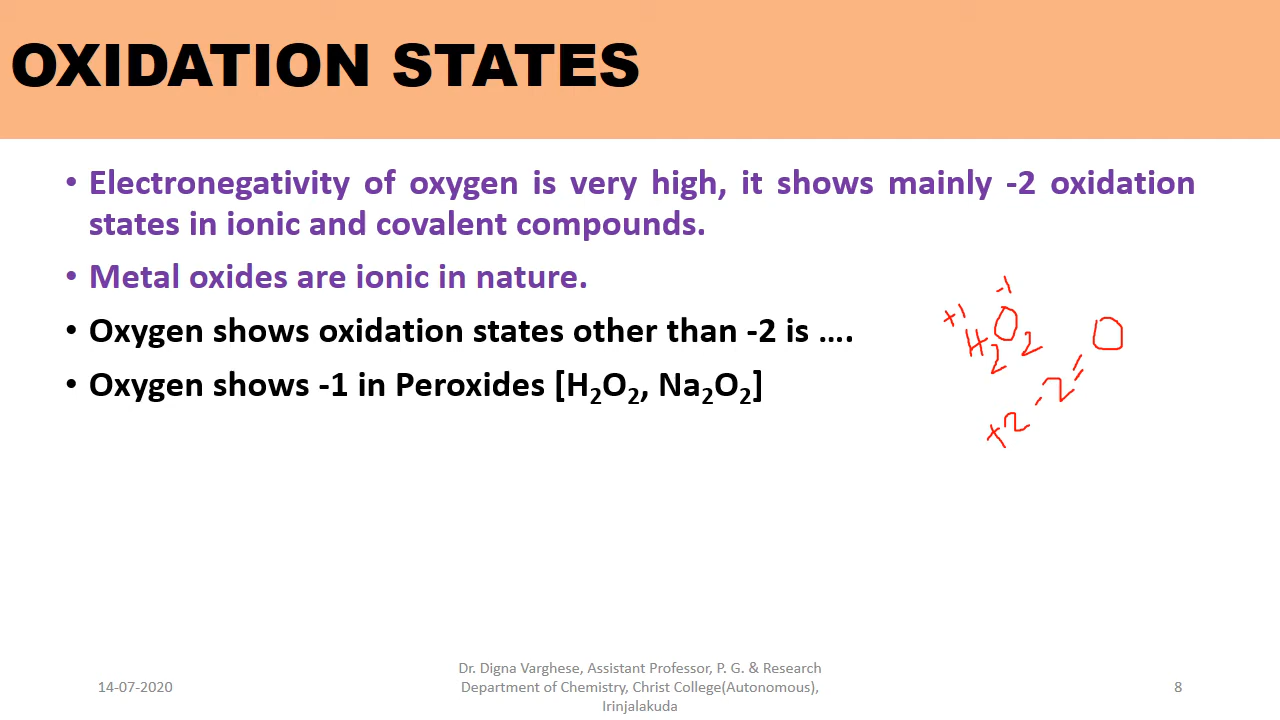 OXIDATION STATES
• Electronegativity of oxygen is very high, it shows mainly -2 oxidation
states in ionic and covalent compounds.
• Metal oxides are ionic in nature.
• Oxygen shows oxidation states other than -2 is ....
• Oxygen shows -1 in Peroxides [H₂O₂, Na₂O₂]
-1
+1
H₂O₂
+2 -2 = 0
14-07-2020
Dr. Digna Varghese, Assistant Professor, P. G. & Research
Department of Chemistry, Christ College(Autonomous),
Irinjalakuda
8